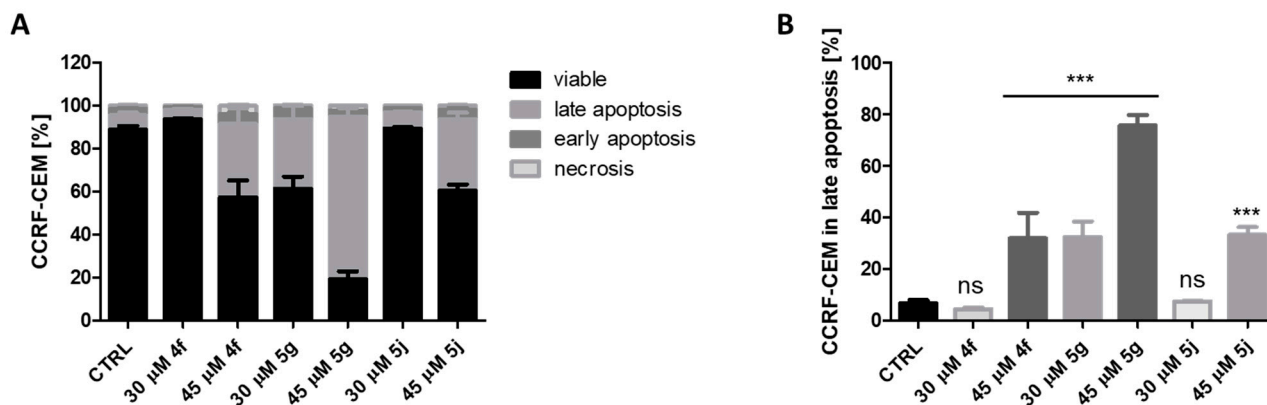 A
CCRF-CEM [%]
120
100
80
60
40
20
0
CTRL
30 μM 4f
45 μM 4f
30 μM 5g
45 μM 5g
30 μM 5j
45 μM 5j
viable
late apoptosis
early apoptosis
necrosis
B
CCRF-CEM in late apoptosis [%]
100
80
60
40
20
0
***
ns
ns
***
CTRL
30 μM 4f
45 μM 4f
30 μM 5g
45 μM 5g
30 μM 5j
45 μM 5j